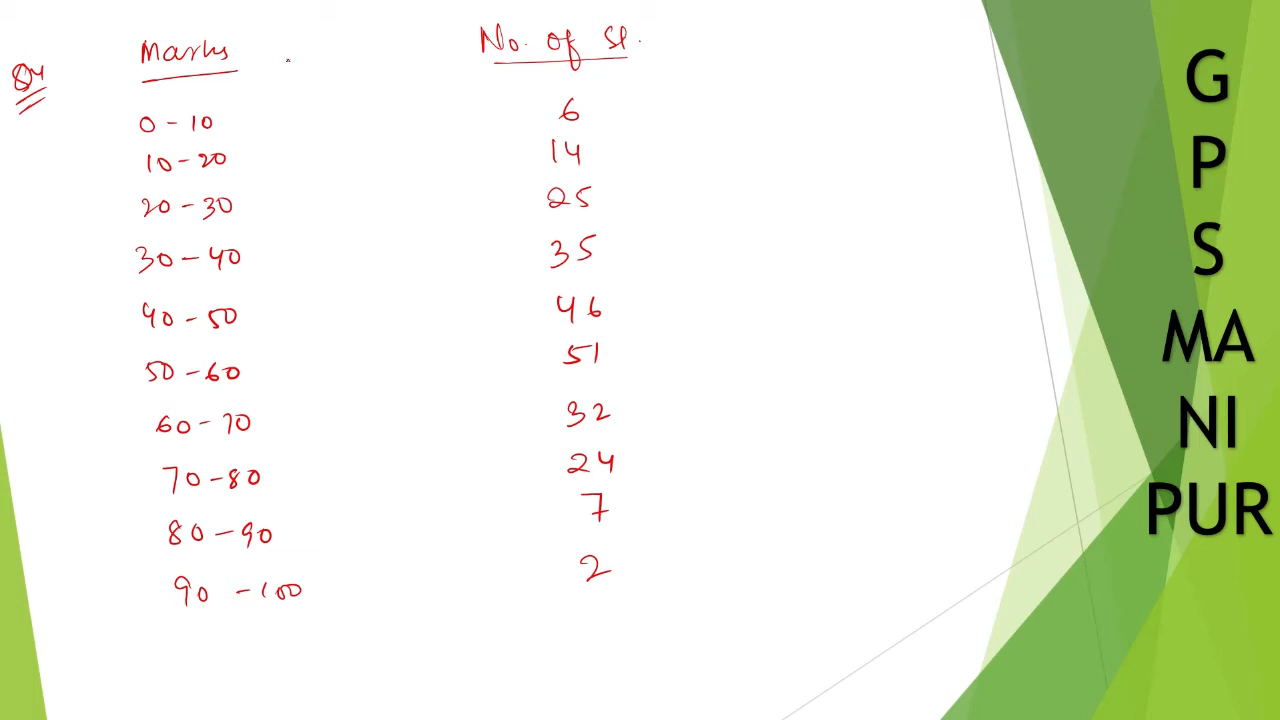 Q4 Marks No. of St.
0 - 10 6
10 - 20 14
20 - 30 25
30 - 40 35
40 - 50 46
50 - 60 51
60 - 70 32
70 - 80 24
80 - 90 7
90 - 100 2
G
P
S
MA
NI
PUR